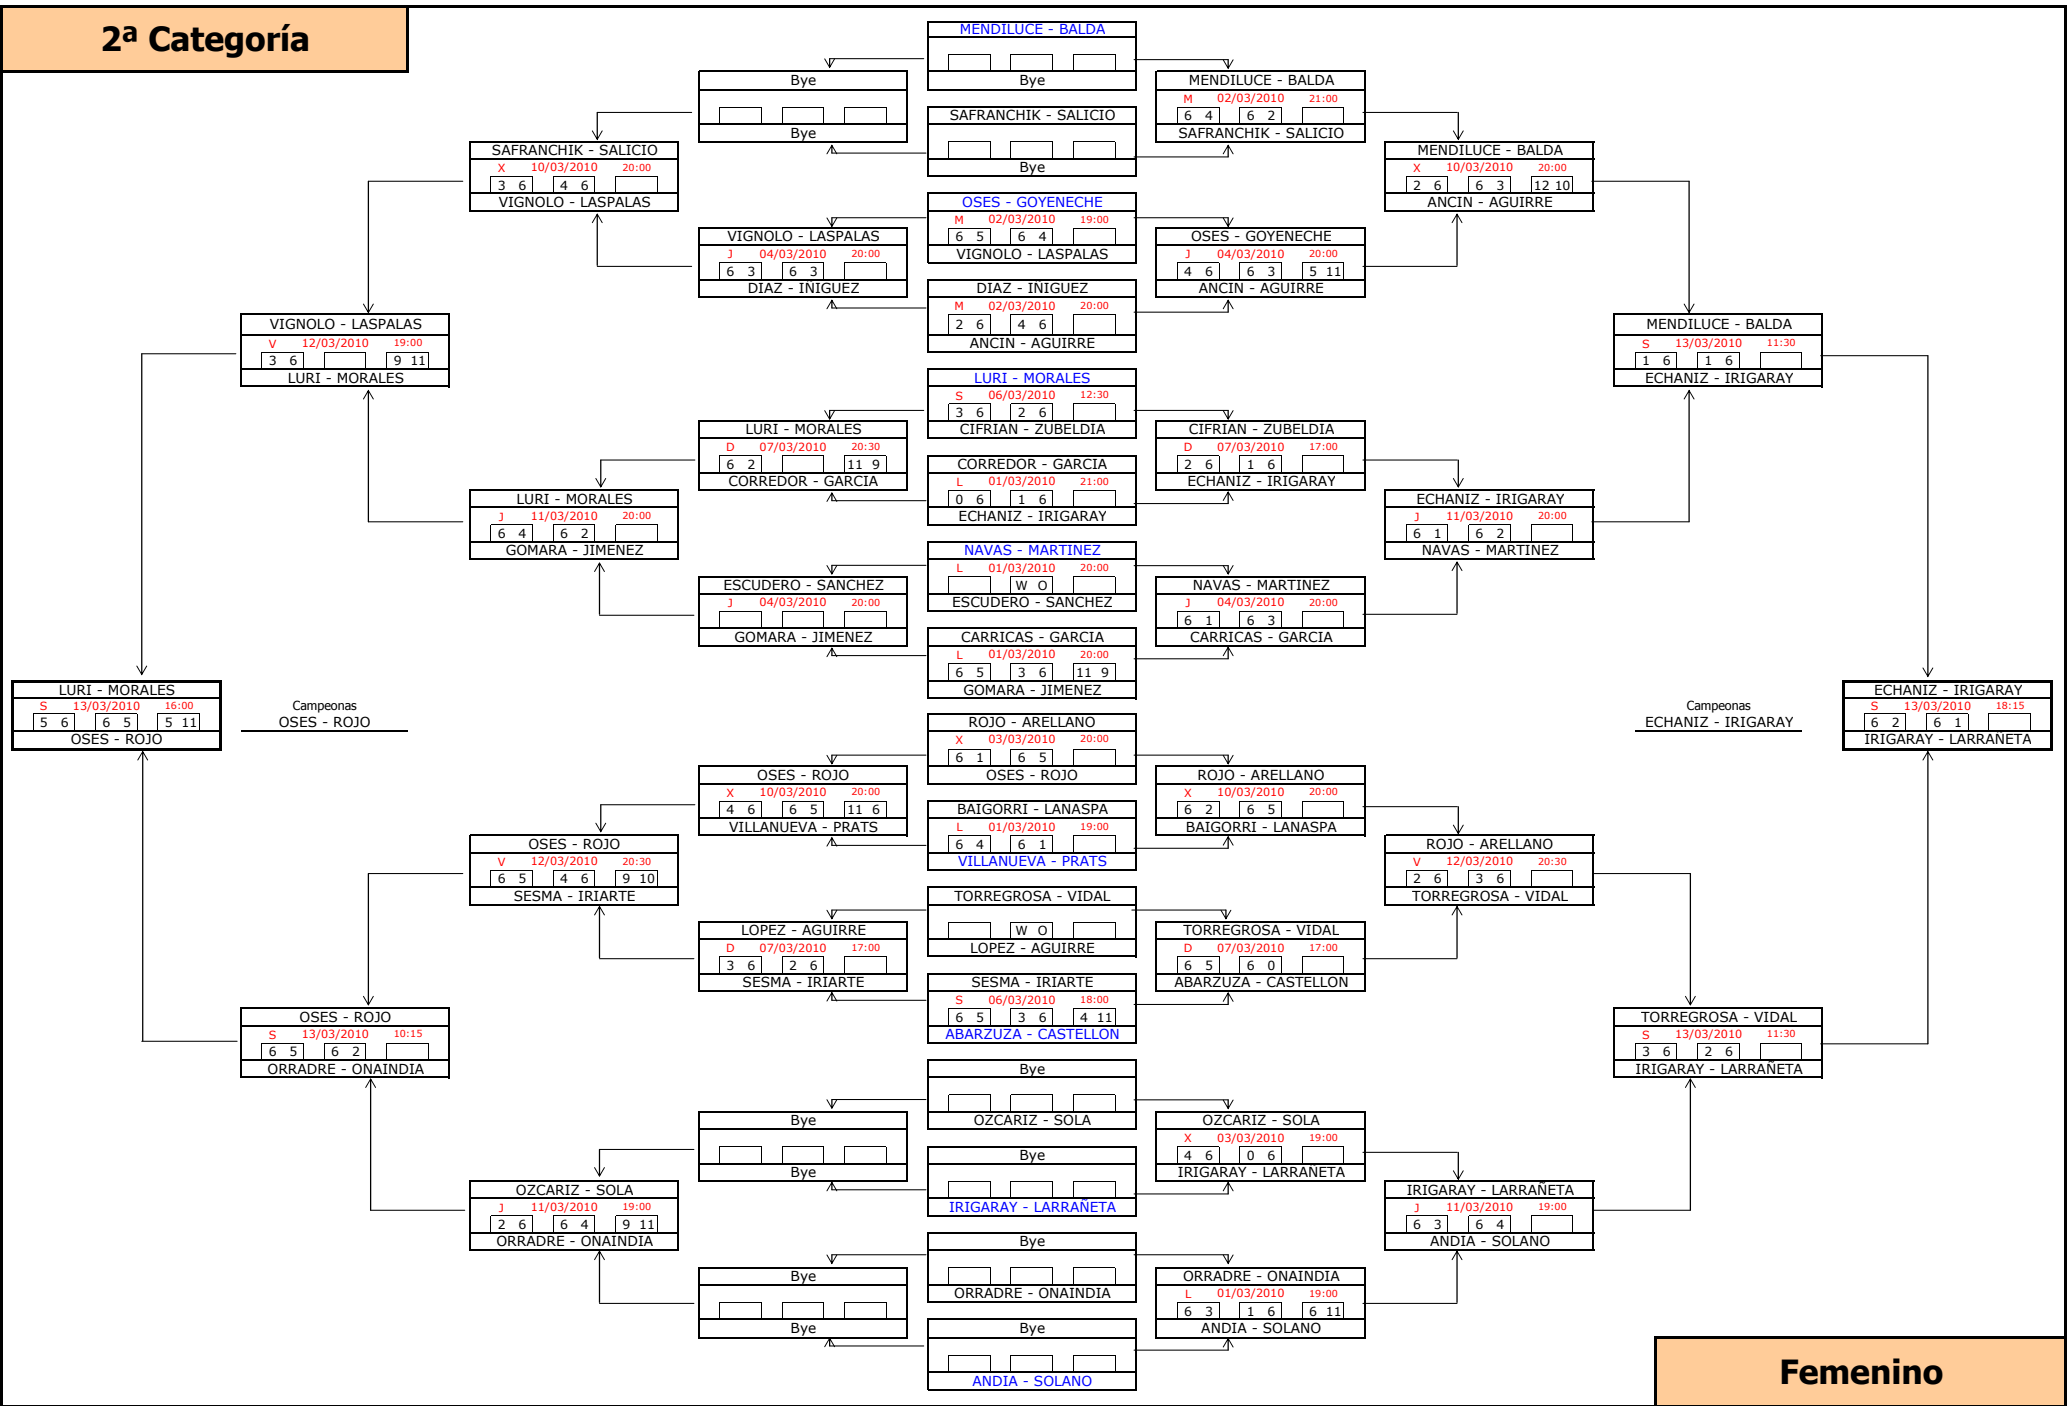 2ª Categoría
MENDILUCE - BALDA
Bye
SAFRANCHIK - SALICIO
Bye
OSES - GOYENECHE
M 02/03/2010 19:00
6 5 6 4
VIGNOLO - LASPALAS
DIAZ - IÑIGUEZ
M 02/03/2010 20:00
2 6 4 6
ANCIN - AGUIRRE
LURI - MORALES
S 06/03/2010 12:30
3 6 2 6
CIFRIAN - ZUBELDIA
CORREDOR - GARCIA
L 01/03/2010 21:00
0 6 1 6
ECHANIZ - IRIGARAY
NAVAS - MARTINEZ
L 01/03/2010 20:00
W O
ESCUDERO - SANCHEZ
CARRICAS - GARCIA
L 01/03/2010 20:00
6 5 3 6 11 9
GOMARA - JIMENEZ
ROJO - ARELLANO
X 03/03/2010 20:00
6 1 6 5
OSES - ROJO
BAIGORRI - LANASPA
L 01/03/2010 19:00
6 4 6 1
VILLANUEVA - PRATS
TORREGROSA - VIDAL
W O
LOPEZ - AGUIRRE
SESMA - IRIARTE
S 06/03/2010 18:00
6 5 3 6 4 11
ABARZUZA - CASTELLON
Bye
OZCARIZ - SOLA
Bye
IRIGARAY - LARRAÑETA
Bye
ORRADRE - ONAINDIA
Bye
ANDIA - SOLANO
Bye
Bye
VIGNOLO - LASPALAS
J 04/03/2010 20:00
6 3 6 3
DIAZ - IÑIGUEZ
LURI - MORALES
D 07/03/2010 20:30
6 2 11 9
CORREDOR - GARCIA
ESCUDERO - SANCHEZ
J 04/03/2010 20:00
GOMARA - JIMENEZ
OSES - ROJO
X 10/03/2010 20:00
4 6 6 5 11 6
VILLANUEVA - PRATS
LOPEZ - AGUIRRE
D 07/03/2010 17:00
3 6 2 6
SESMA - IRIARTE
Bye
Bye
Bye
Bye
SAFRANCHIK - SALICIO
X 10/03/2010 20:00
3 6 4 6
VIGNOLO - LASPALAS
LURI - MORALES
J 11/03/2010 20:00
6 4 6 2
GOMARA - JIMENEZ
OSES - ROJO
V 12/03/2010 20:30
6 5 4 6 9 10
SESMA - IRIARTE
OZCARIZ - SOLA
J 11/03/2010 19:00
2 6 6 4 9 11
ORRADRE - ONAINDIA
VIGNOLO - LASPALAS
V 12/03/2010 19:00
3 6 9 11
LURI - MORALES
OSES - ROJO
S 13/03/2010 10:15
6 5 6 2
ORRADRE - ONAINDIA
LURI - MORALES
S 13/03/2010 16:00
5 6 6 5 5 11
OSES - ROJO
Campeonas
OSES - ROJO
MENDILUCE - BALDA
M 02/03/2010 21:00
6 4 6 2
SAFRANCHIK - SALICIO
OSES - GOYENECHE
J 04/03/2010 20:00
4 6 6 3 5 11
ANCIN - AGUIRRE
CIFRIAN - ZUBELDIA
D 07/03/2010 17:00
2 6 1 6
ECHANIZ - IRIGARAY
NAVAS - MARTINEZ
J 04/03/2010 20:00
6 1 6 3
CARRICAS - GARCIA
ROJO - ARELLANO
X 10/03/2010 20:00
6 2 6 5
BAIGORRI - LANASPA
TORREGROSA - VIDAL
D 07/03/2010 17:00
6 5 6 0
ABARZUZA - CASTELLON
OZCARIZ - SOLA
X 03/03/2010 19:00
4 6 0 6
IRIGARAY - LARRAÑETA
ORRADRE - ONAINDIA
L 01/03/2010 19:00
6 3 1 6 6 11
ANDIA - SOLANO
MENDILUCE - BALDA
X 10/03/2010 20:00
2 6 6 3 12 10
ANCIN - AGUIRRE
ECHANIZ - IRIGARAY
J 11/03/2010 20:00
6 1 6 2
NAVAS - MARTINEZ
ROJO - ARELLANO
V 12/03/2010 20:30
2 6 3 6
TORREGROSA - VIDAL
IRIGARAY - LARRAÑETA
J 11/03/2010 19:00
6 3 6 4
ANDIA - SOLANO
MENDILUCE - BALDA
S 13/03/2010 11:30
1 6 1 6
ECHANIZ - IRIGARAY
TORREGROSA - VIDAL
S 13/03/2010 11:30
3 6 2 6
IRIGARAY - LARRAÑETA
Campeonas
ECHANIZ - IRIGARAY
ECHANIZ - IRIGARAY
S 13/03/2010 18:15
6 2 6 1
IRIGARAY - LARRAÑETA
Femenino